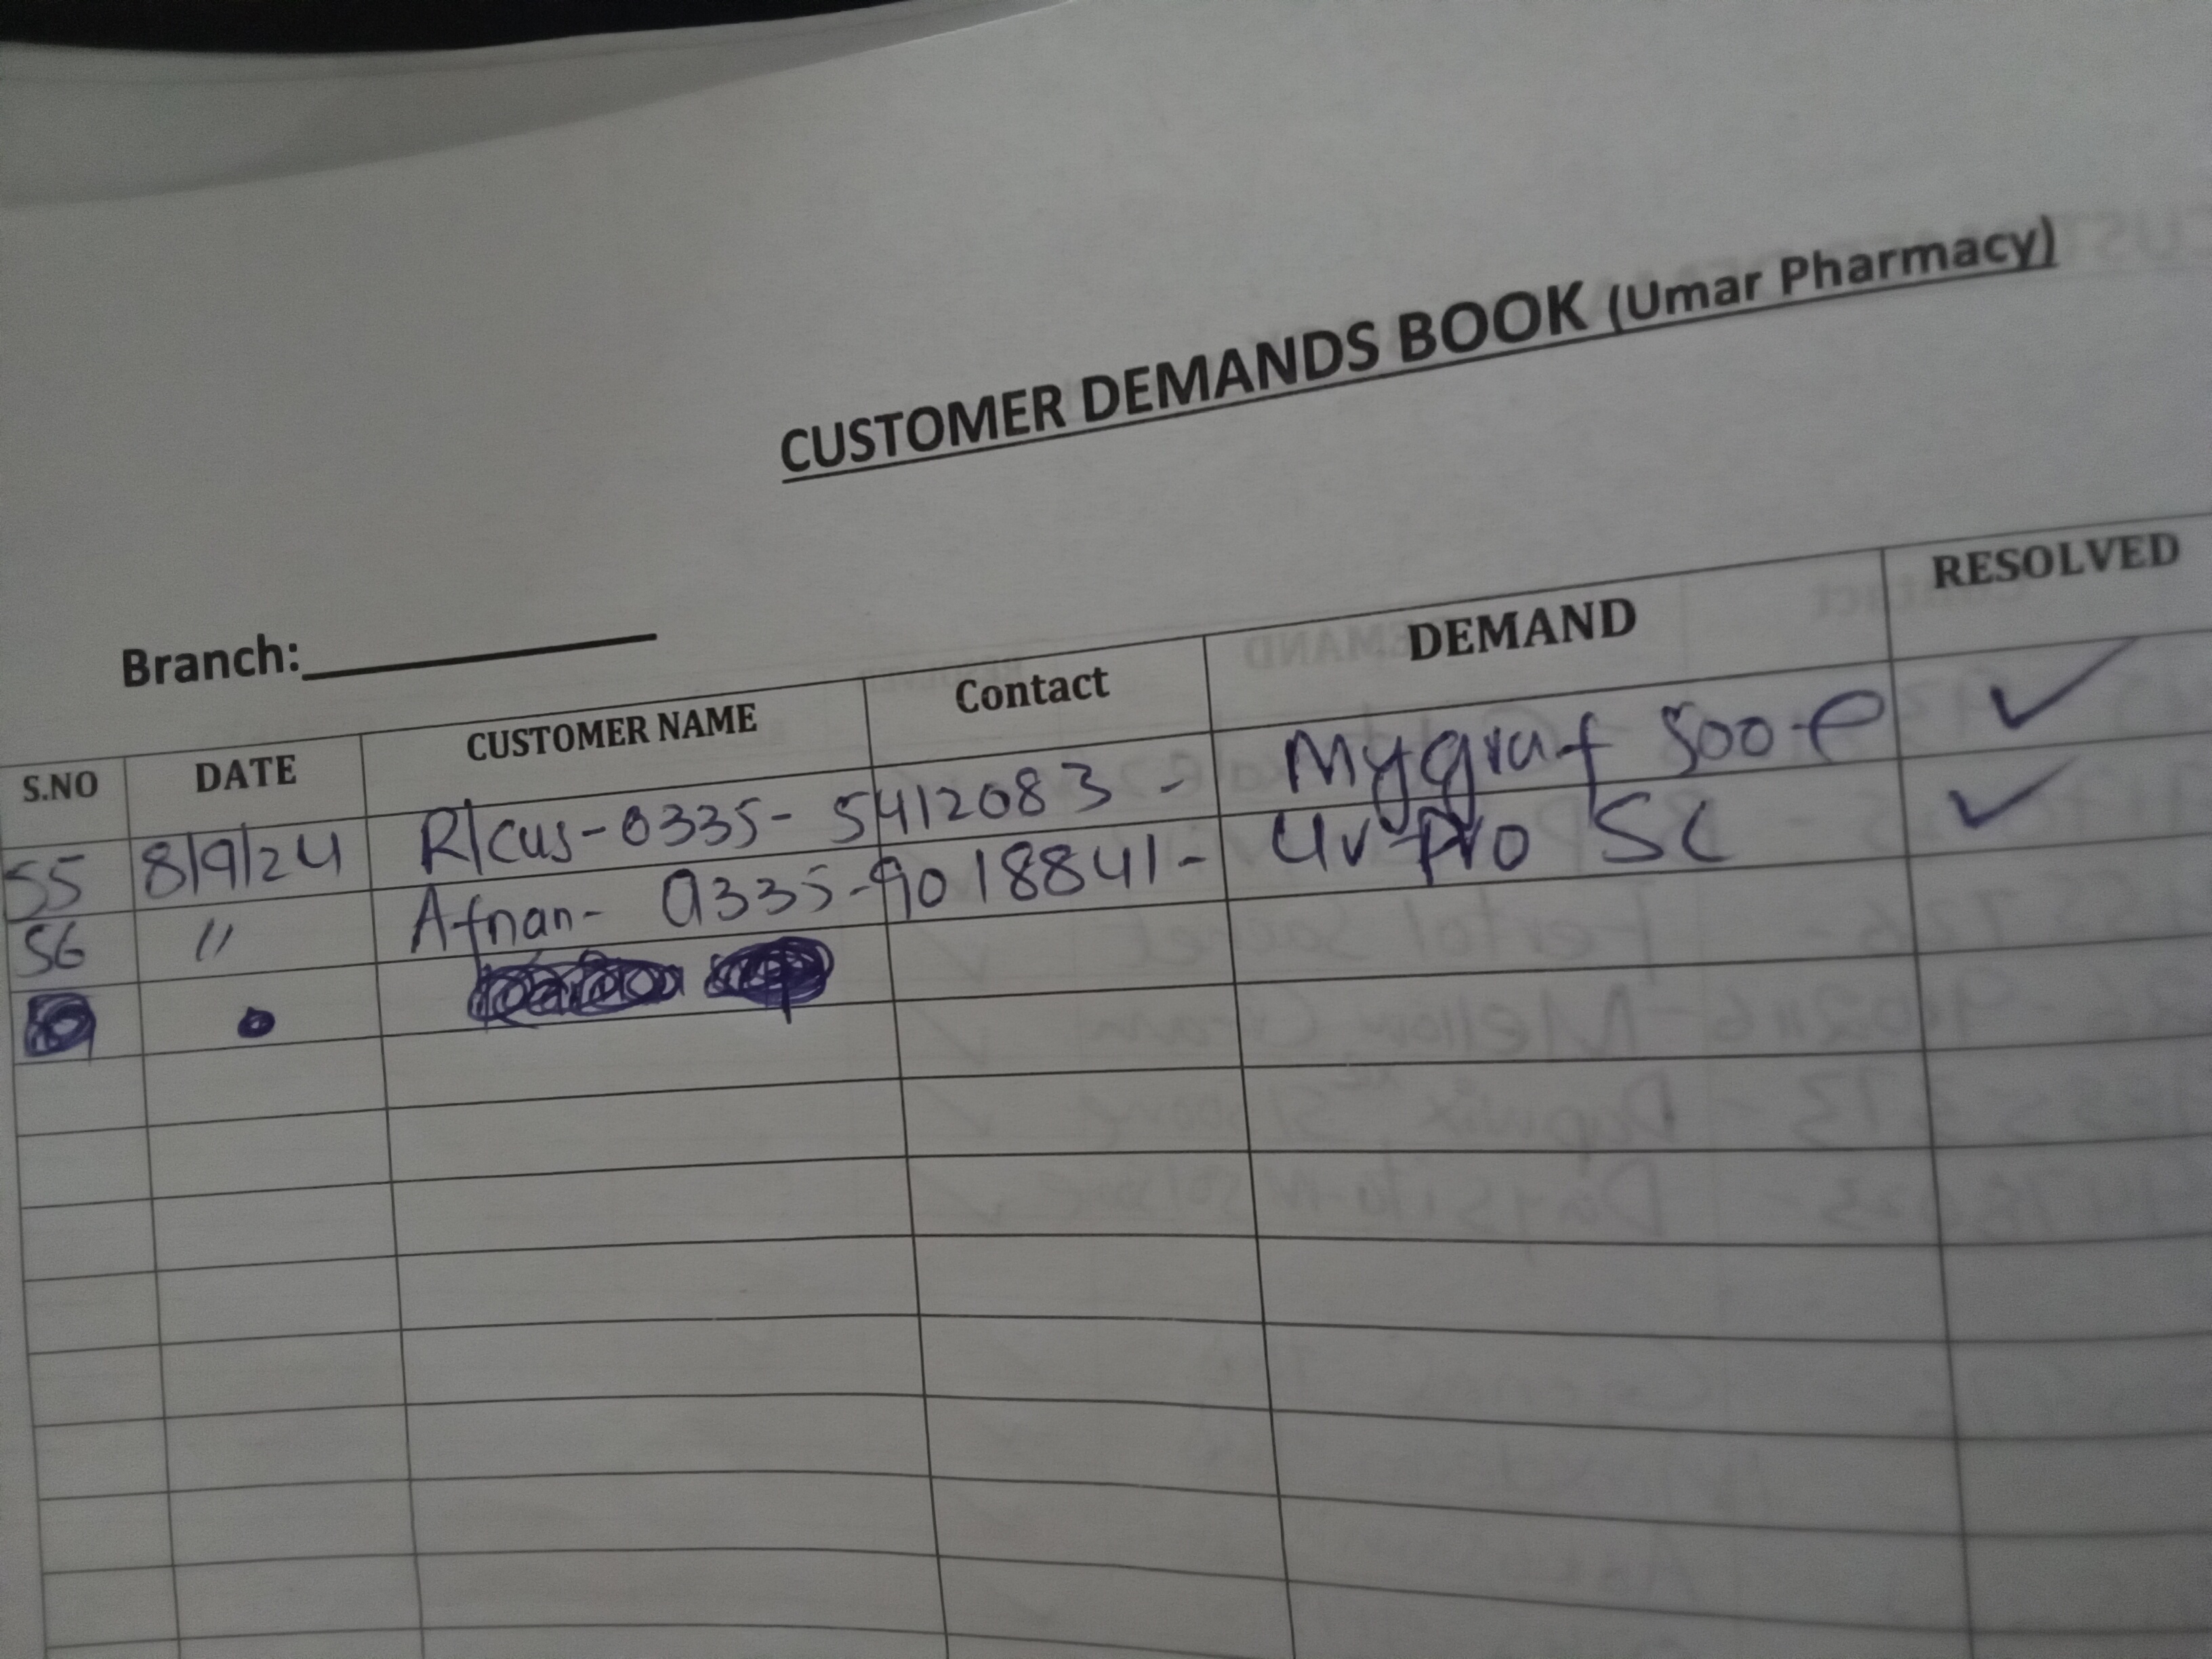 CUSTOMER DEMANDS BOOK (Umar Pharmacy)
Branch:
S.NO DATE CUSTOMER NAME Contact DEMAND RESOLVED
55 8/9/24 R/cus-0335-5412083 - Mygraf 500 ✓
56 " Afnan- 0335-9018841- Uv Pro SC ✓